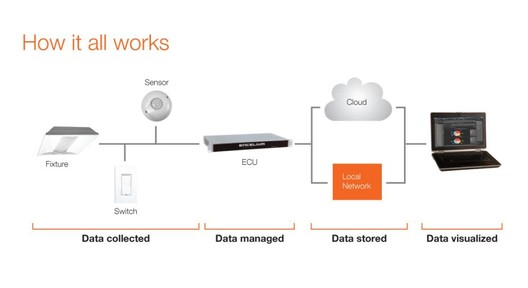 How it all works
Sensor
Cloud
Fixture
ECU
Local
Network
Switch
Data collected
Data managed
Data stored
Data visualized